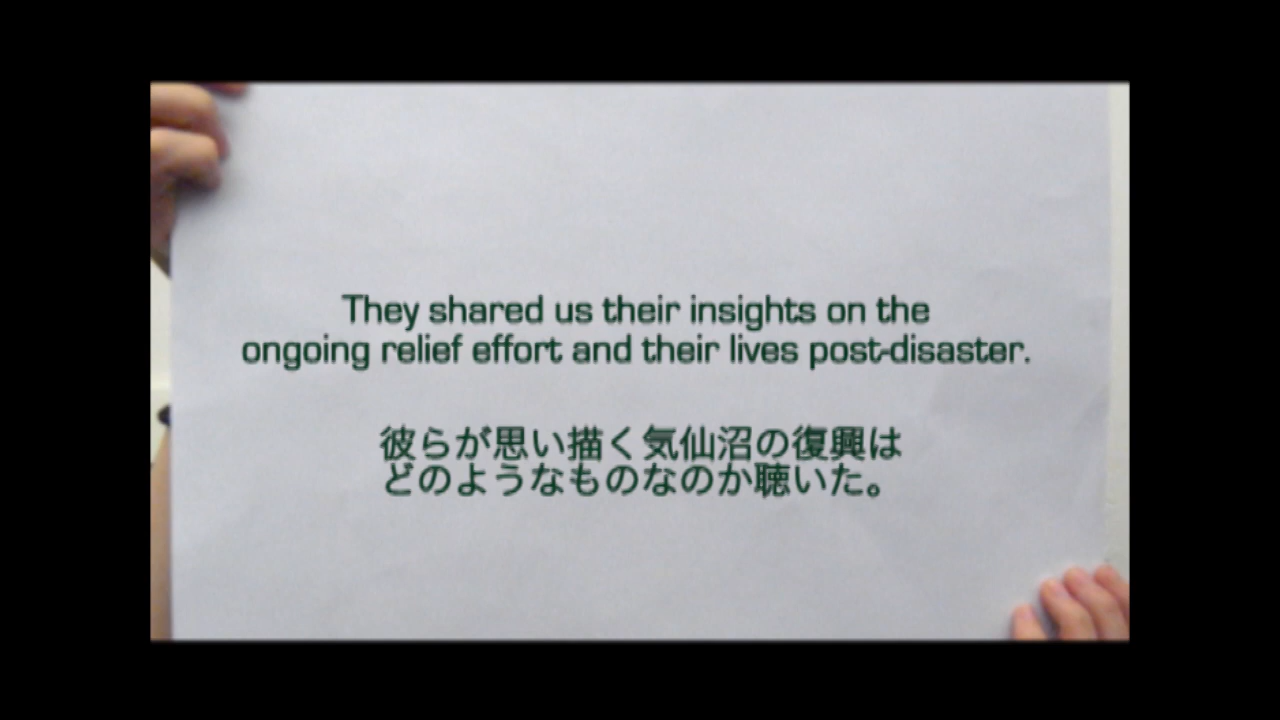 They shared us their insights on the
ongoing relief effort and their lives post-disaster.
彼らが思い描く気仙沼の復興は
どのようなものなのか聴いた。